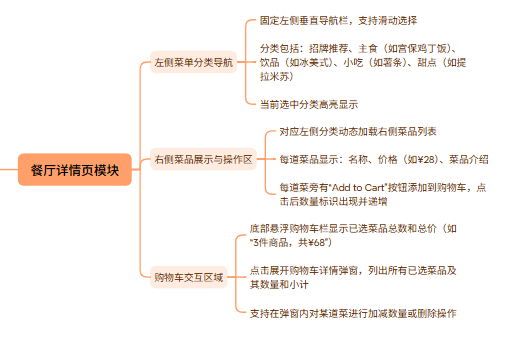 固定左侧垂直导航栏，支持滑动选择
左侧菜单分类导航
分类包括：招牌推荐、主食（如宫保鸡丁饭）、
饮品（如冰美式）、小吃（如薯条）、甜点（如提
拉米苏）
当前选中分类高亮显示
餐厅详情页模块
右侧菜品展示与操作区
对应左侧分类动态加载右侧菜品列表
每道菜品显示：名称、价格（如¥28）、菜品介绍
每道菜旁有“Add to Cart”按钮添加到购物车，点
击后数量标识出现并递增
购物车交互区域
底部悬浮购物车栏显示已选菜品总数和总价（如
“3件商品，共¥68”）
点击展开购物车详情弹窗，列出所有已选菜品及
其数量和小计
支持在弹窗内对某道菜进行加减数量或删除操作